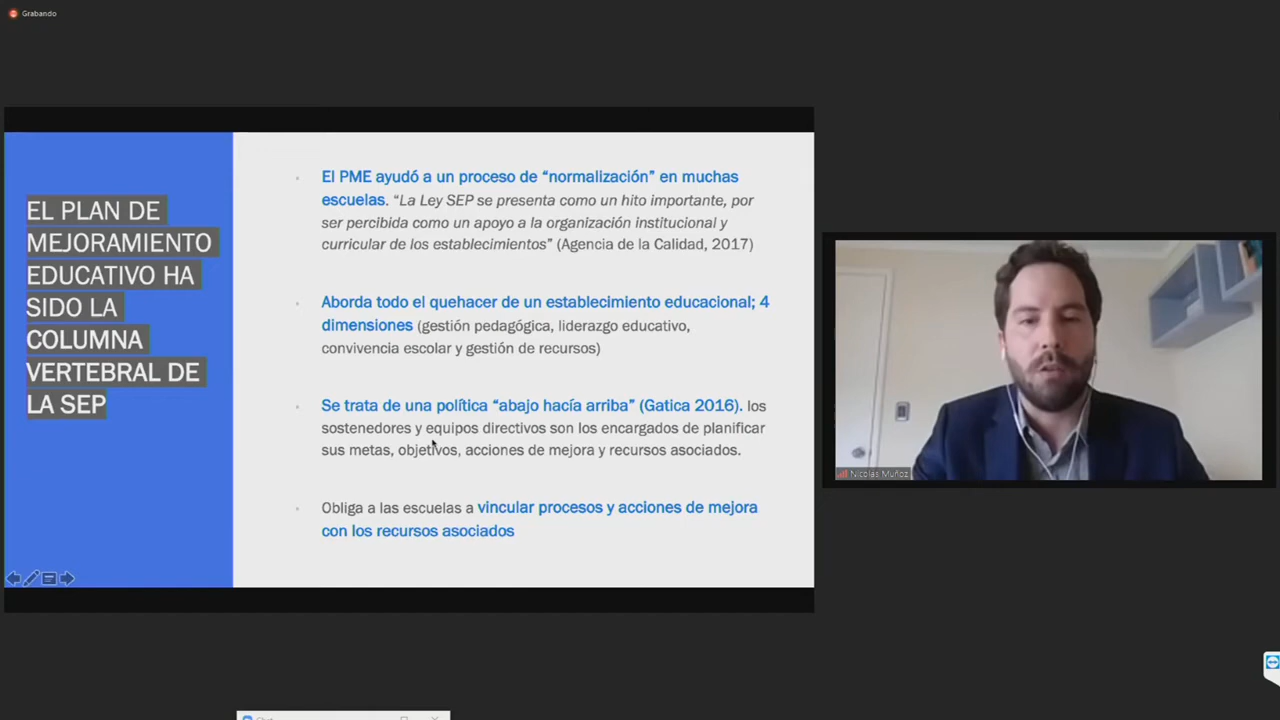 Grabando
EL PLAN DE
MEJORAMIENTO
EDUCATIVO HA
SIDO LA
COLUMNA
VERTEBRAL DE
LA SEP
El PME ayudó a un proceso de “normalización” en muchas
escuelas. “La Ley SEP se presenta como un hito importante, por
ser percibida como un apoyo a la organización institucional y
curricular de los establecimientos” (Agencia de la Calidad, 2017)
Aborda todo el quehacer de un establecimiento educacional; 4
dimensiones (gestión pedagógica, liderazgo educativo,
convivencia escolar y gestión de recursos)
Se trata de una política “abajo hacía arriba” (Gatica 2016). los
sostenedores y equipos directivos son los encargados de planificar
sus metas, objetivos, acciones de mejora y recursos asociados.
Obliga a las escuelas a vincular procesos y acciones de mejora
con los recursos asociados
Nicolás Muñoz